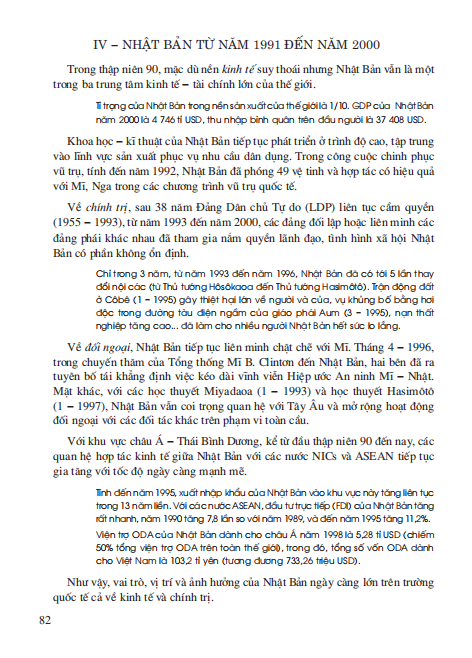 IV – NHẬT BẢN TỪ NĂM 1991 ĐẾN NĂM 2000
Trong thập niên 90, mặc dù nền kinh tế suy thoái nhưng Nhật Bản vẫn là một
trong ba trung tâm kinh tế – tài chính lớn của thế giới.
Tỉ trọng của Nhật Bản trong nền sản xuất của thế giới là 1/10. GDP của Nhật Bản
năm 2000 là 4 746 tỉ USD, thu nhập bình quân trên đầu người là 37 408 USD.
Khoa học – kĩ thuật của Nhật Bản tiếp tục phát triển ở trình độ cao, tập trung
vào lĩnh vực sản xuất phục vụ nhu cầu dân dụng. Trong công cuộc chinh phục
vũ trụ, tính đến năm 1992, Nhật Bản đã phóng 49 vệ tinh và hợp tác có hiệu quả
với Mĩ, Nga trong các chương trình vũ trụ quốc tế.
Về chính trị, sau 38 năm Đảng Dân chủ Tự do (LDP) liên tục cầm quyền
(1955 – 1993), từ năm 1993 đến năm 2000, các đảng đối lập hoặc liên minh các
đảng phái khác nhau đã tham gia nắm quyền lãnh đạo, tình hình xã hội Nhật
Bản có phần không ổn định.
Chỉ trong 3 năm, từ năm 1993 đến năm 1996, Nhật Bản đã có tới 5 lần thay
đổi nội các (từ Thủ tướng Hôsôkaoa đến Thủ tướng Hasimôtô). Trận động đất
ở Côbê (1 – 1995) gây thiệt hại lớn về người và của, vụ khủng bố bằng hơi
độc trong đường tàu điện ngầm của giáo phái Aum (3 – 1995), nạn thất
nghiệp tăng cao... đã làm cho nhiều người Nhật Bản hết sức lo lắng.
Về đối ngoại, Nhật Bản tiếp tục liên minh chặt chẽ với Mĩ. Tháng 4 – 1996,
trong chuyến thăm của Tổng thống Mĩ B. Clinton đến Nhật Bản, hai bên đã ra
tuyên bố tái khẳng định việc kéo dài vĩnh viễn Hiệp ước An ninh Mĩ – Nhật.
Mặt khác, với các học thuyết Miyadaoa (1 – 1993) và học thuyết Hasimôtô
(1 – 1997), Nhật Bản vẫn coi trọng quan hệ với Tây Âu và mở rộng hoạt động
đối ngoại với các đối tác khác trên phạm vi toàn cầu.
Với khu vực châu Á – Thái Bình Dương, kể từ đầu thập niên 90 đến nay, các
quan hệ hợp tác kinh tế giữa Nhật Bản với các nước NICs và ASEAN tiếp tục
gia tăng với tốc độ ngày càng mạnh mẽ.
Tính đến năm 1995, xuất nhập khẩu của Nhật Bản vào khu vực này tăng liên tục
trong 13 năm liền. Với các nước ASEAN, đầu tư trực tiếp (FDI) của Nhật Bản tăng
rất nhanh, năm 1990 tăng 7,8 lần so với năm 1989, và đến năm 1995 tăng 11,2%.
Viện trợ ODA của Nhật Bản dành cho châu Á năm 1998 là 5,28 tỉ USD (chiếm
50% tổng viện trợ ODA trên toàn thế giới), trong đó, tổng số vốn ODA dành
cho Việt Nam là 103,2 tỉ yên (tương đương 733,26 triệu USD).
Như vậy, vai trò, vị trí và ảnh hưởng của Nhật Bản ngày càng lớn trên trường
quốc tế cả về kinh tế và chính trị.
82